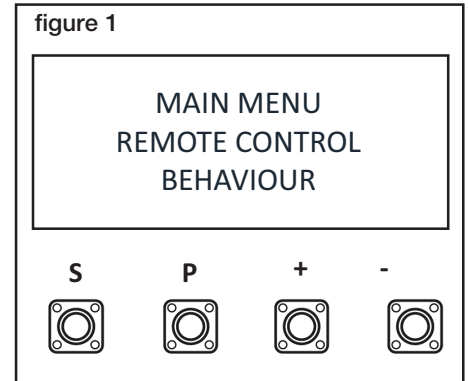 figure 1
MAIN MENU
REMOTE CONTROL
BEHAVIOUR
S P + -